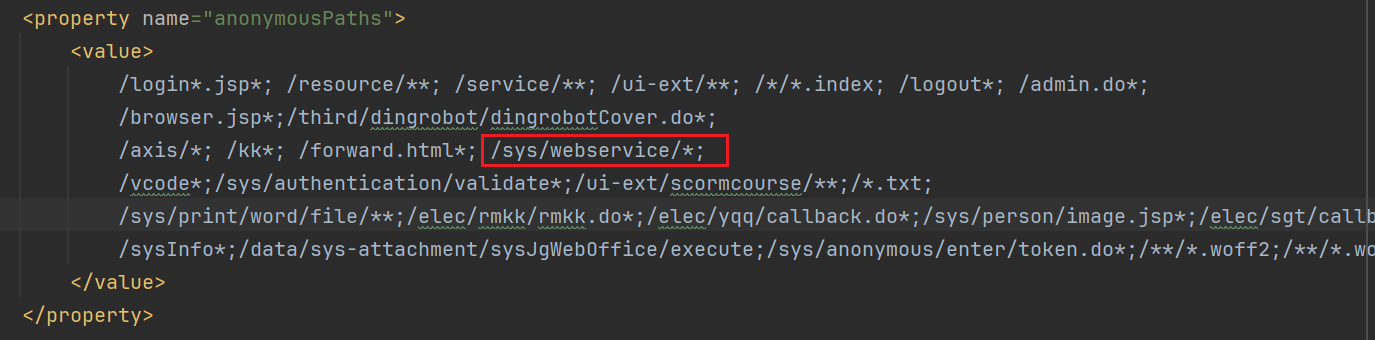 <property name="anonymousPaths">
<value>
/login*.jsp*; /resource/**; /service/**; /ui-ext/**; /*/*.index; /logout*; /admin.do*;
/browser.jsp*;/third/dingrobot/dingrobotCover.do*;
/axis/*; /kk*; /forward.html*; /sys/webservice/*;
/vcode*;/sys/authentication/validate*;/ui-ext/scormcourse/**;/*.txt;
/sys/print/word/file/**;/elec/rmkk/rmkk.do*;/elec/yqq/callback.do*;/sys/person/image.jsp*;/elec/sgt/callb
/sysInfo*;/data/sys-attachment/sysJgWebOffice/execute;/sys/anonymous/enter/token.do*;/**/*.woff2;/**/*.wo
</value>
</property>